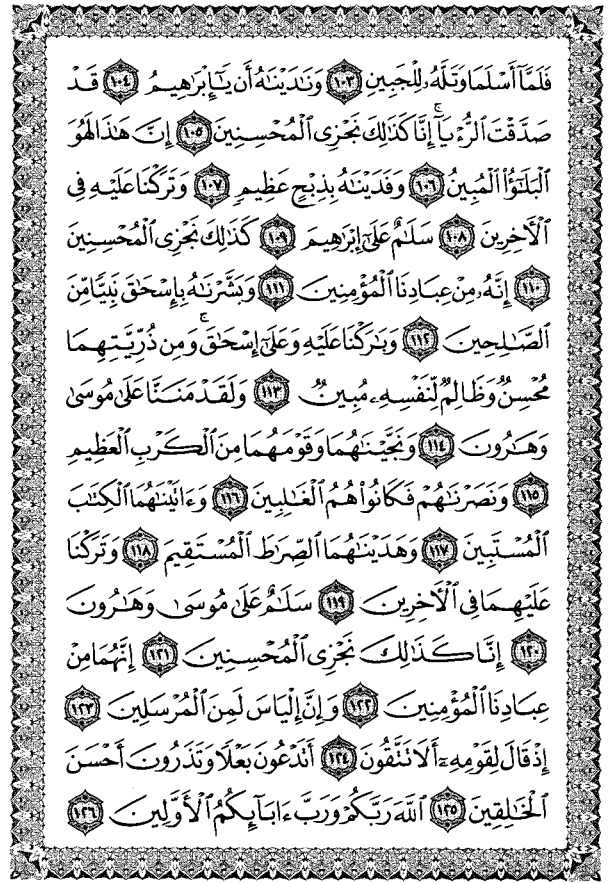 فَلَمَّآ أَسْلَمَا وَتَلَّهُۥ لِلْجَبِينِ ١٠٣ وَنَٰدَيْنَٰهُ أَن يَٰٓإِبْرَٰهِيمُ ١٠٤ قَدْ
صَدَّقْتَ ٱلرُّءْيَآۚ إِنَّا كَذَٰلِكَ نَجْزِى ٱلْمُحْسِنِينَ ١٠٥ إِنَّ هَٰذَا لَهُوَ
ٱلْبَلَٰٓؤُا۟ ٱلْمُبِينُ ١٠٦ وَفَدَيْنَٰهُ بِذِبْحٍ عَظِيمٍ ١٠٧ وَتَرَكْنَا عَلَيْهِ فِى
ٱلْءَاخِرِينَ ١٠٨ سَلَٰمٌ عَلَىٰٓ إِبْرَٰهِيمَ ١٠٩ كَذَٰلِكَ نَجْزِى ٱلْمُحْسِنِينَ
١١٠ إِنَّهُۥ مِنْ عِبَادِنَا ٱلْمُؤْمِنِينَ ١١١ وَبَشَّرْنَٰهُ بِإِسْحَٰقَ نَبِيًّا مِّنَ
ٱلصَّٰلِحِينَ ١١٢ وَبَٰرَكْنَا عَلَيْهِ وَعَلَىٰٓ إِسْحَٰقَۚ وَمِن ذُرِّيَّتِهِمَا
مُحْسِنٌ وَظَالِمٌ لِّنَفْسِهِۦ مُبِينٌ ١١٣ وَلَقَدْ مَنَنَّا عَلَىٰ مُوسَىٰ
وَهَٰرُونَ ١١٤ وَنَجَّيْنَٰهُمَا وَقَوْمَهُمَا مِنَ ٱلْكَرْبِ ٱلْعَظِيمِ
١١٥ وَنَصَرْنَٰهُمْ فَكَانُوا۟ هُمُ ٱلْغَٰلِبِينَ ١١٦ وَءَاتَيْنَٰهُمَا ٱلْكِتَٰبَ
ٱلْمُسْتَبِينَ ١١٧ وَهَدَيْنَٰهُمَا ٱلصِّرَٰطَ ٱلْمُسْتَقِيمَ ١١٨ وَتَرَكْنَا
عَلَيْهِمَا فِى ٱلْءَاخِرِينَ ١١٩ سَلَٰمٌ عَلَىٰ مُوسَىٰ وَهَٰرُونَ
١٢٠ إِنَّا كَذَٰلِكَ نَجْزِى ٱلْمُحْسِنِينَ ١٢١ إِنَّهُمَا مِنْ
عِبَادِنَا ٱلْمُؤْمِنِينَ ١٢٢ وَإِنَّ إِلْيَاسَ لَمِنَ ٱلْمُرْسَلِينَ ١٢٣
إِذْ قَالَ لِقَوْمِهِۦٓ أَلَا تَتَّقُونَ ١٢٤ أَتَدْعُونَ بَعْلًا وَتَذَرُونَ أَحْسَنَ
ٱلْخَٰلِقِينَ ١٢٥ ٱللَّهَ رَبَّكُمْ وَرَبَّ ءَابَآئِكُمُ ٱلْأَوَّلِينَ ١٢٦